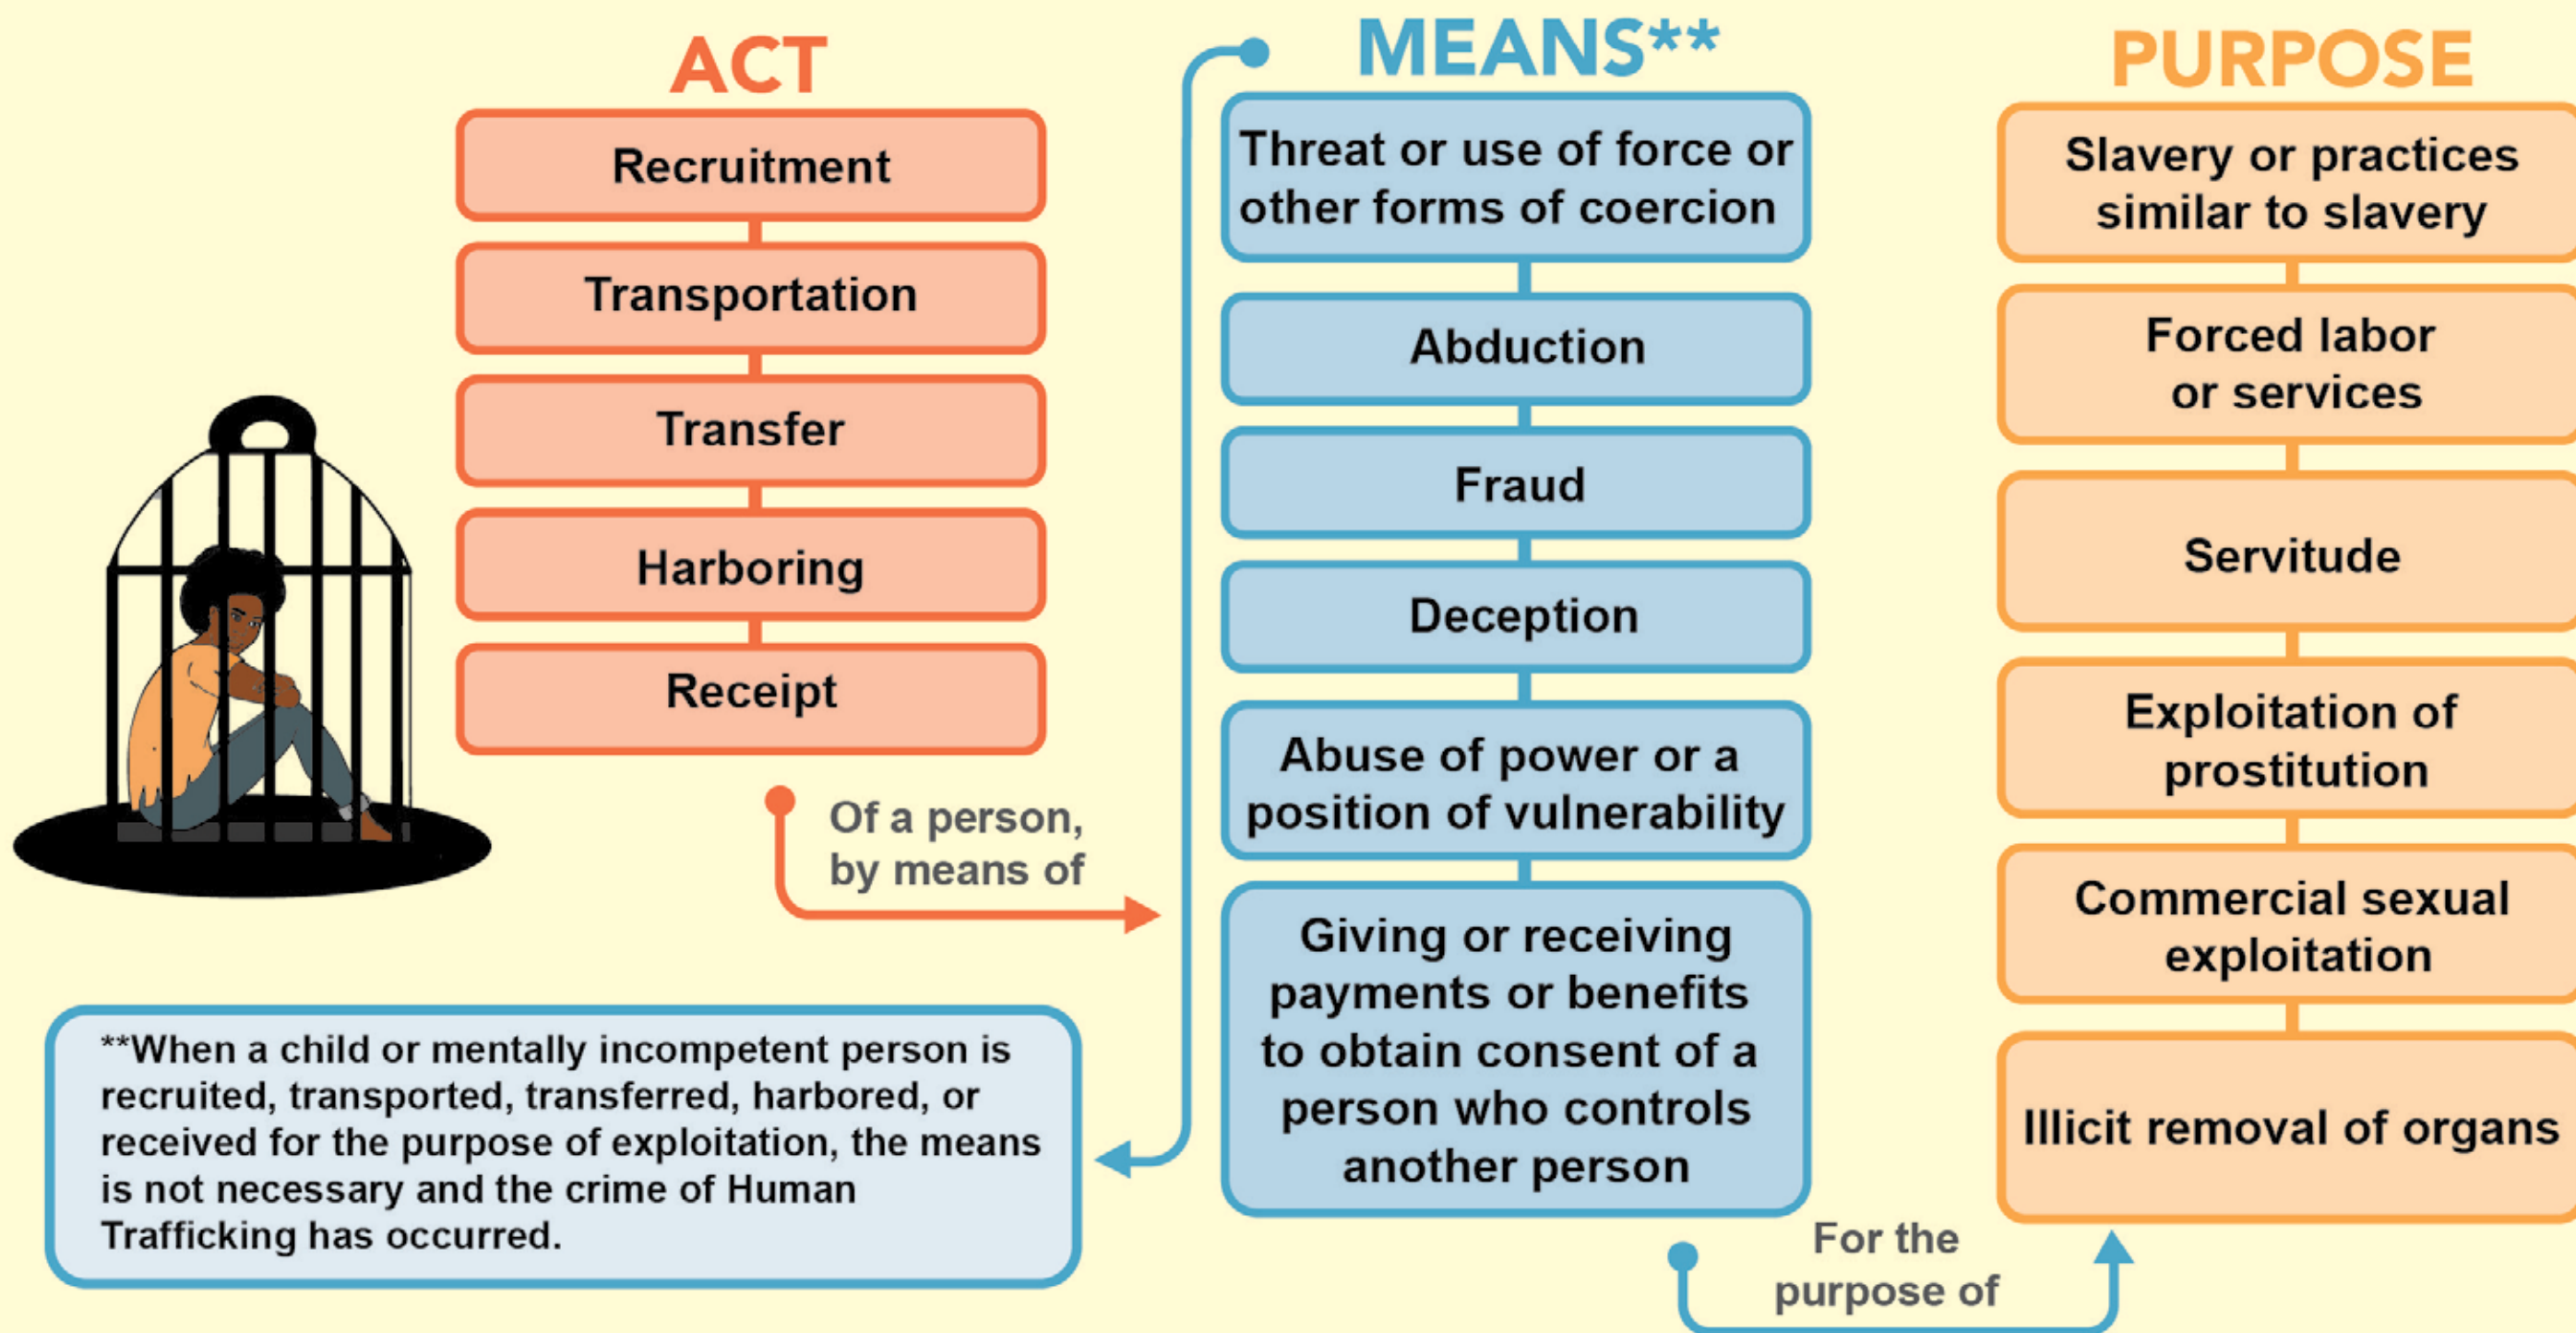 ACT
Recruitment
Transportation
Transfer
Harboring
Receipt
Of a person,
by means of
MEANS**
Threat or use of force or
other forms of coercion
Abduction
Fraud
Deception
Abuse of power or a
position of vulnerability
Giving or receiving
payments or benefits
to obtain consent of a
person who controls
another person
**When a child or mentally incompetent person is
recruited, transported, transferred, harbored, or
received for the purpose of exploitation, the means
is not necessary and the crime of Human
Trafficking has occurred.
For the
purpose of
PURPOSE
Slavery or practices
similar to slavery
Forced labor
or services
Servitude
Exploitation of
prostitution
Commercial sexual
exploitation
Illicit removal of organs